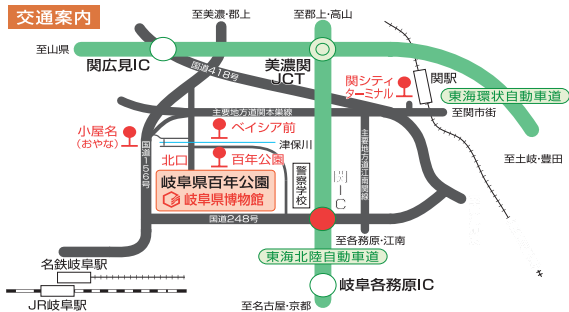 交通案内
至美濃・郡上
至郡上・高山
至山県
関広見IC
美濃関
JCT
国道418号
関シティ
ターミナル
関駅
東海環状自動車道
主要地方道関本巣線
至関市街
小屋名
(おやな)
ベイシア前
津保川
北口
百年公園
国道156号
岐阜県百年公園
岐阜県博物館
警察学校
関IC
主要地方道江南関線
至土岐・豊田
国道248号
至各務原・江南
東海北陸自動車道
名鉄岐阜駅
岐阜各務原IC
JR岐阜駅
至名古屋・京都